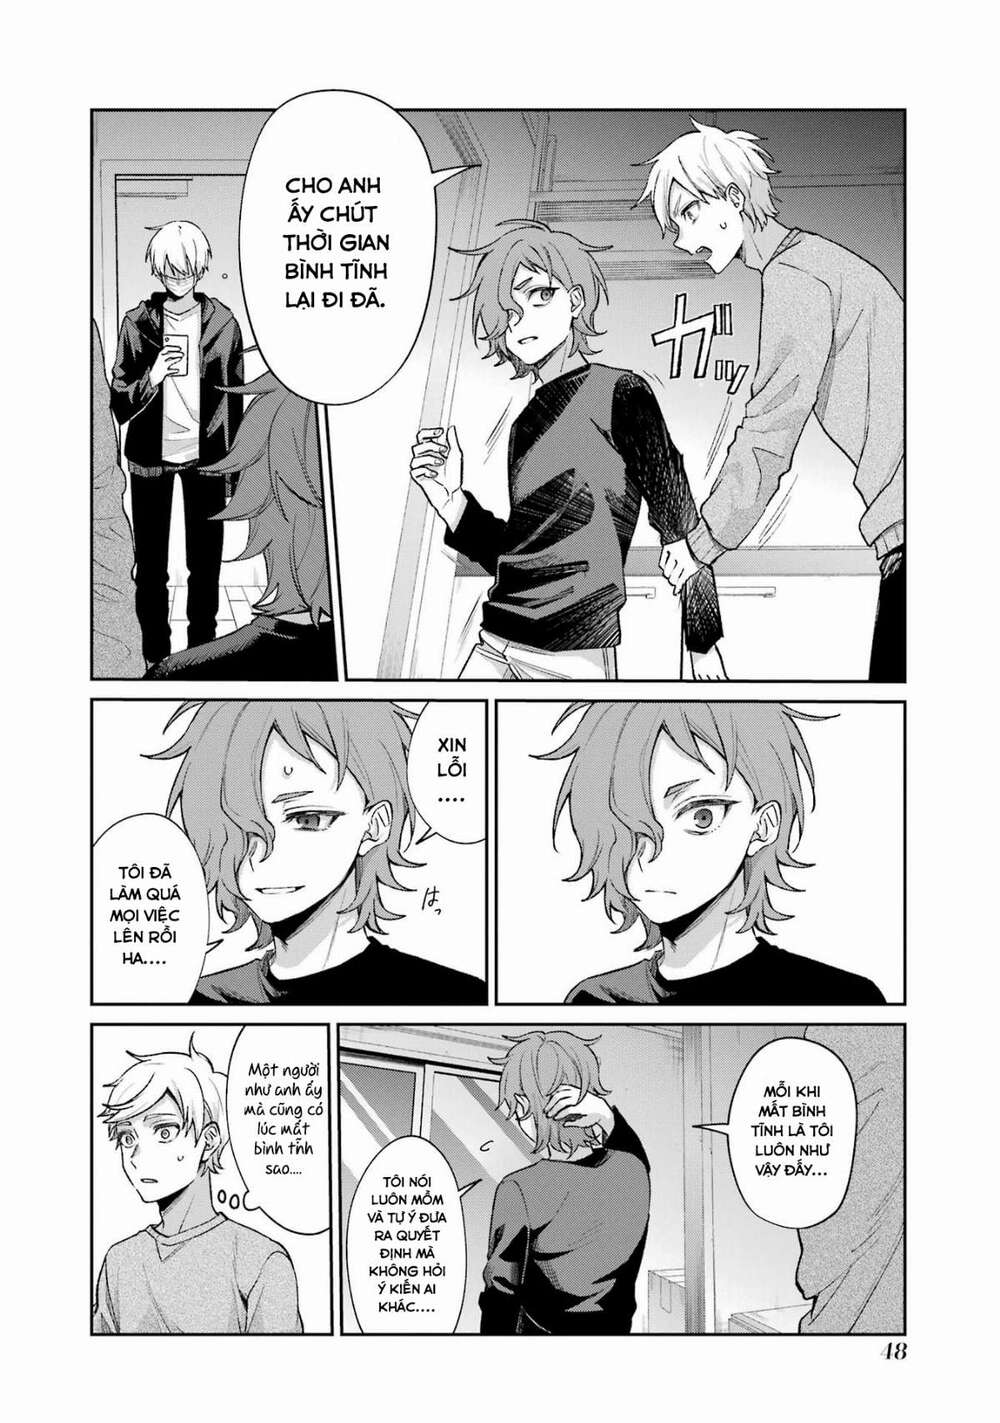 CHO ANH
ẤY CHÚT
THỜI GIAN
BÌNH TĨNH
LẠI ĐI ĐÃ.
ガッ
XIN
LỖI
....
はっ
TÔI ĐÃ
LÀM QUÁ
MỌI VIỆC
LÊN RỒI
HA....
MỖI KHI
MẤT BÌNH
TĨNH LÀ TÔI
LUÔN NHƯ
VẬY ĐẤY...
TÔI NÓI
LUÔN MỒM
VÀ TỰ Ý ĐƯA
RA QUYẾT
ĐỊNH MÀ
KHÔNG HỎI
Ý KIẾN AI
KHÁC....
Một người
như anh ấy
mà cũng có
lúc mất
bình tĩnh
sao....
48